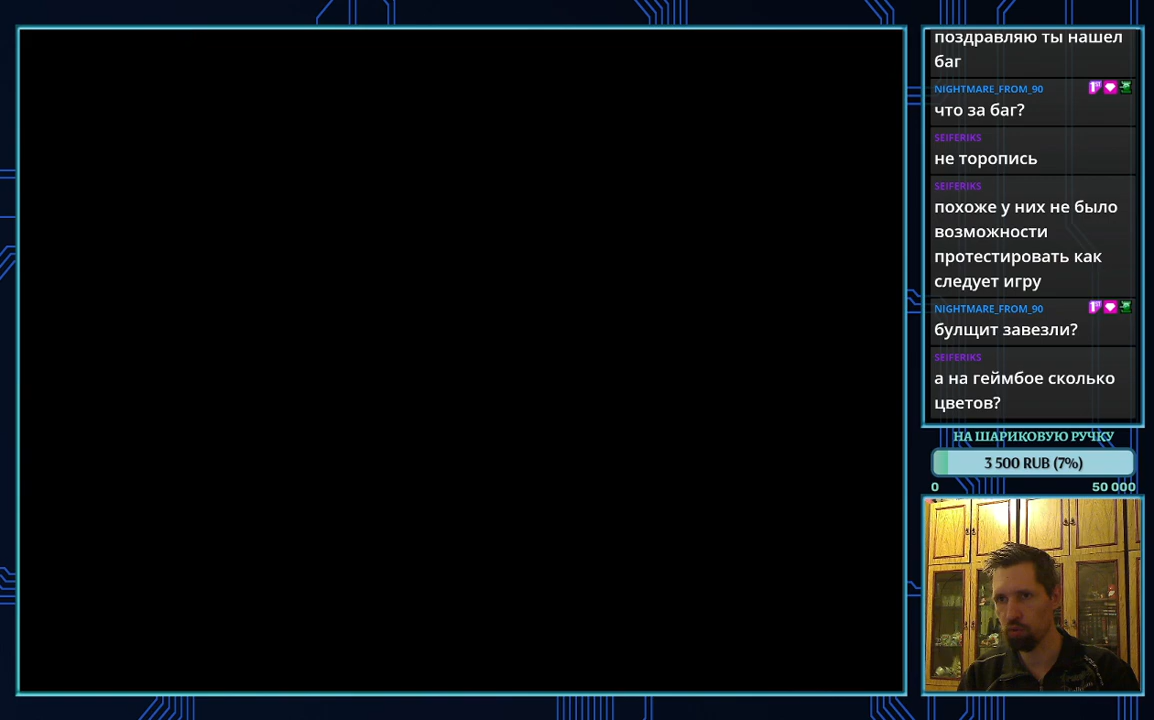 поздравляю ты нашел
баг
NIGHTMARE_FROM_90
что за баг?
SEIFERIKS
не торопись
SEIFERIKS
похоже у них не было
возможности
протестировать как
следует игру
NIGHTMARE_FROM_90
булщит завезли?
SEIFERIKS
а на геймбое сколько
цветов?
НА ШАРИКОВУЮ РУЧКУ
3 500 RUB (7%)
0 50 000